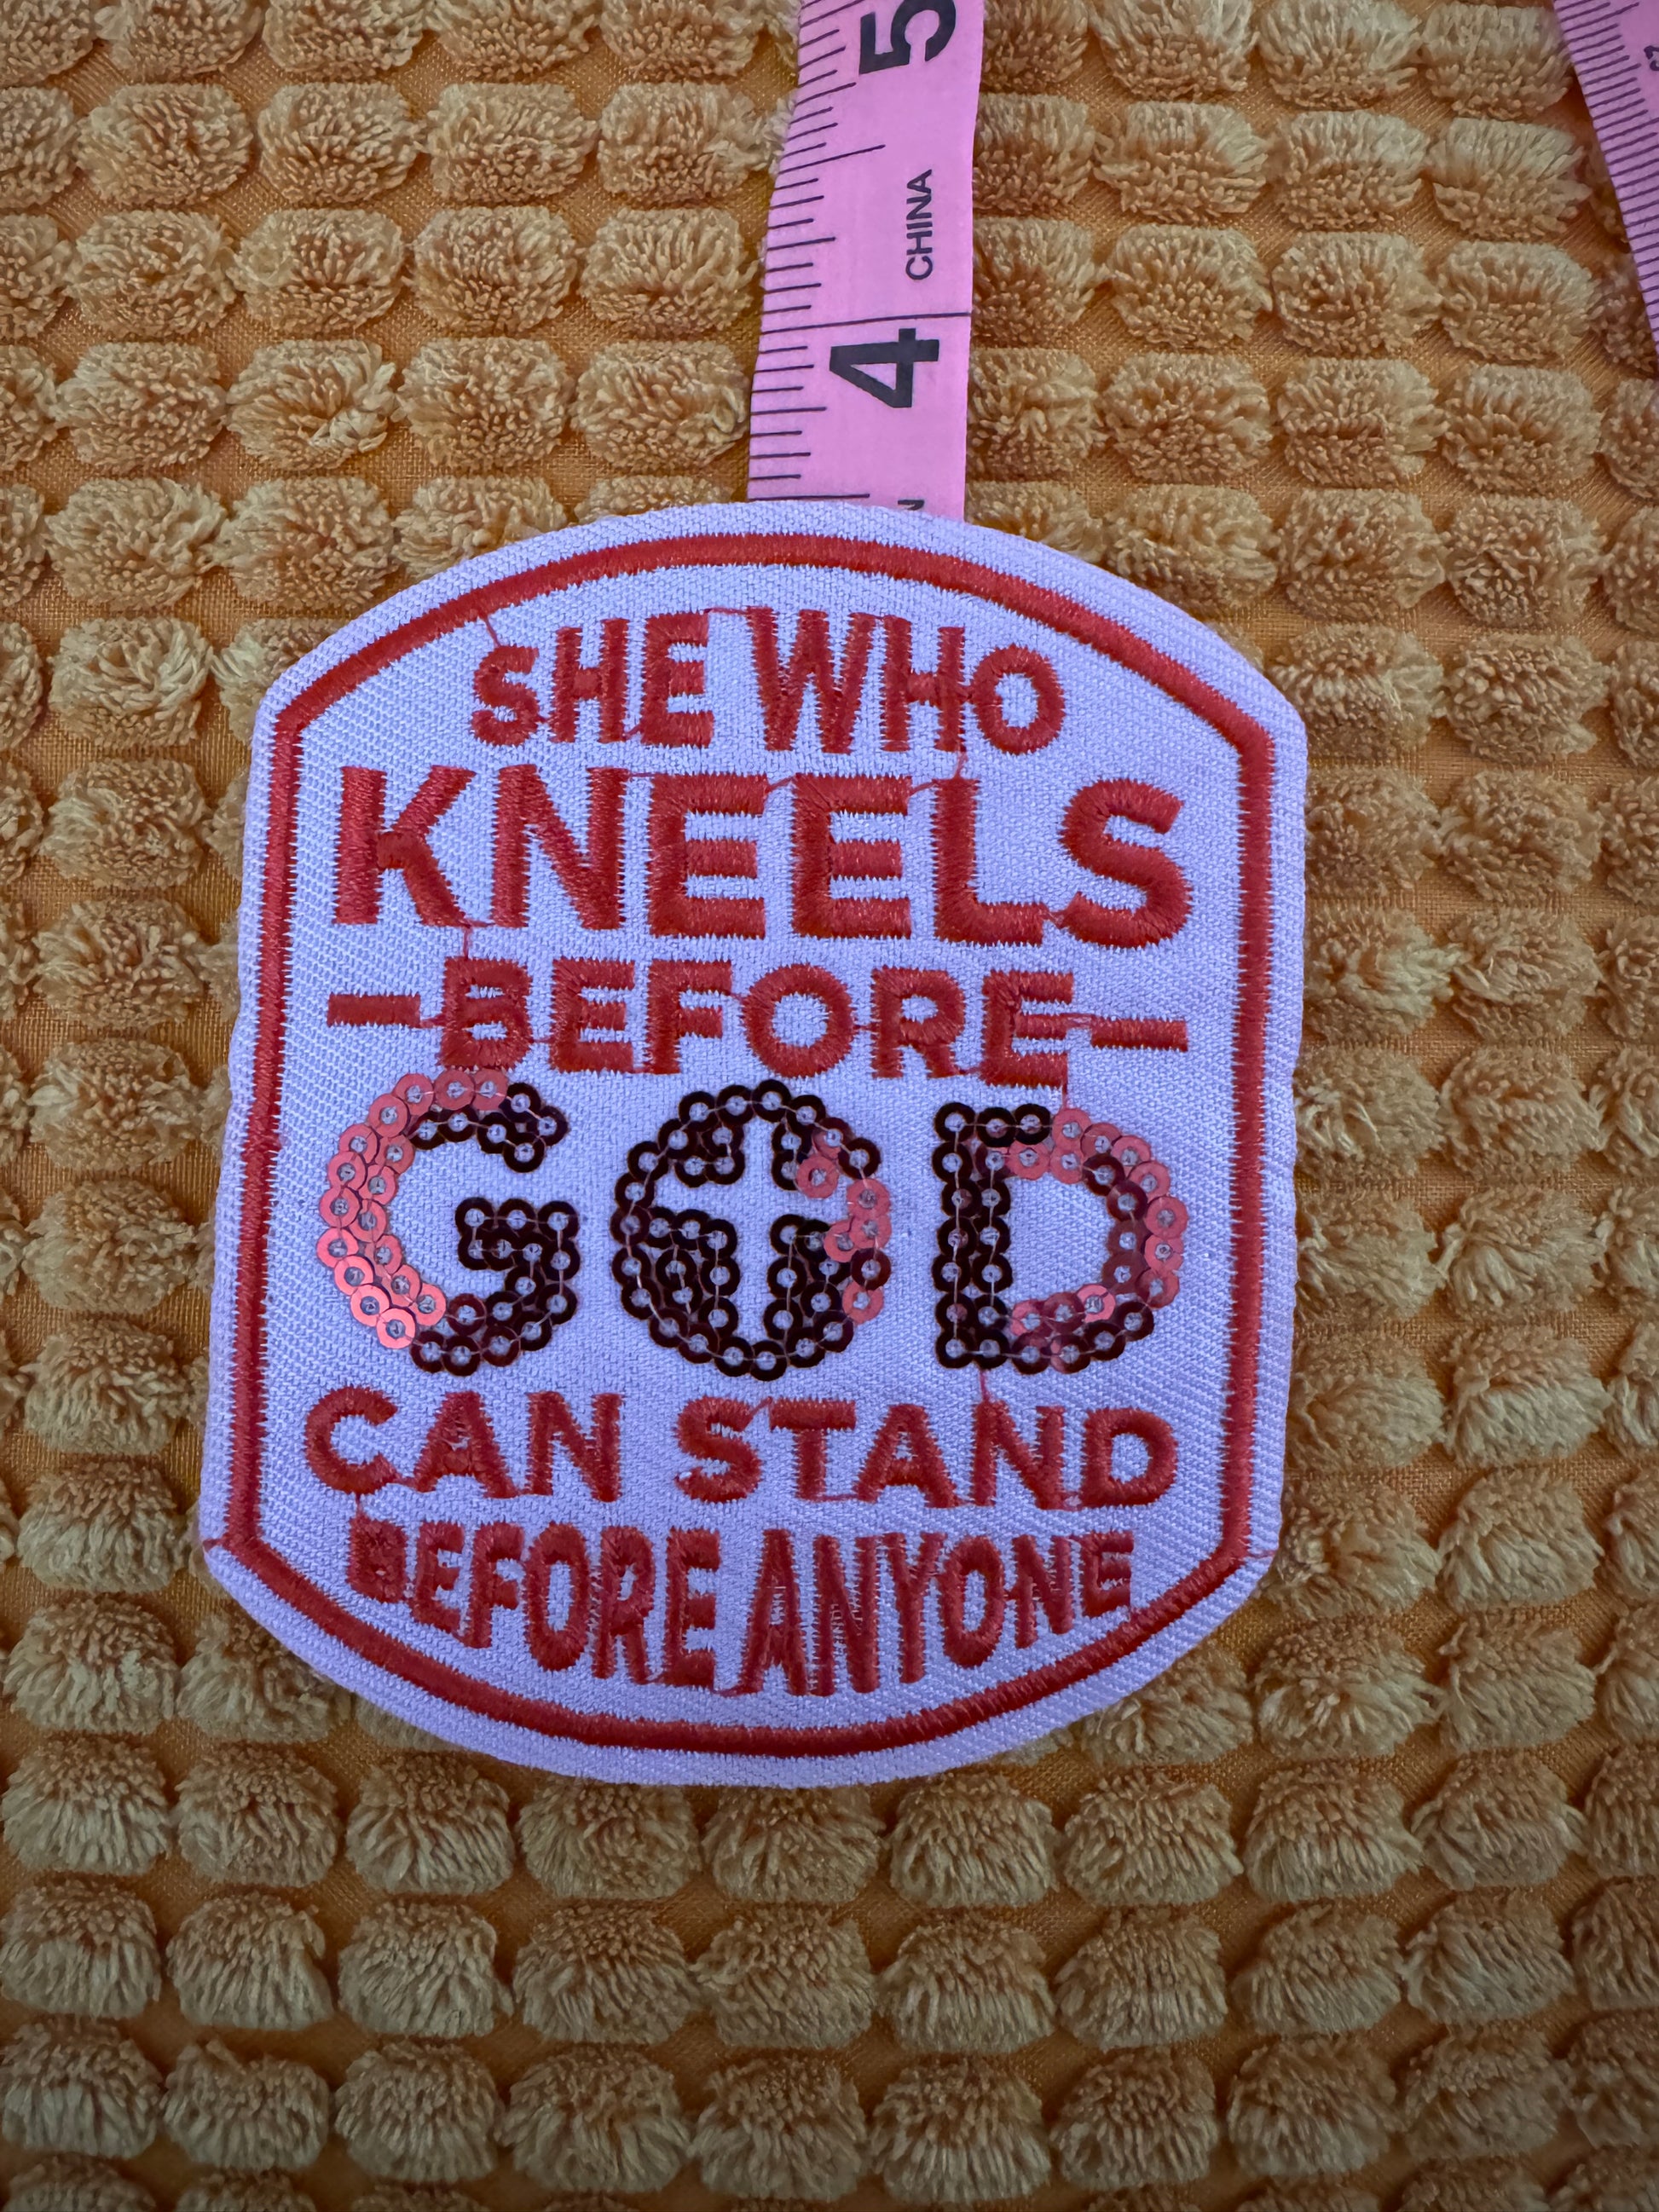 5
CHINA
4
SHE WHO
KNEELS
-BEFORE-
GOD
CAN STAND
BEFORE ANYONE